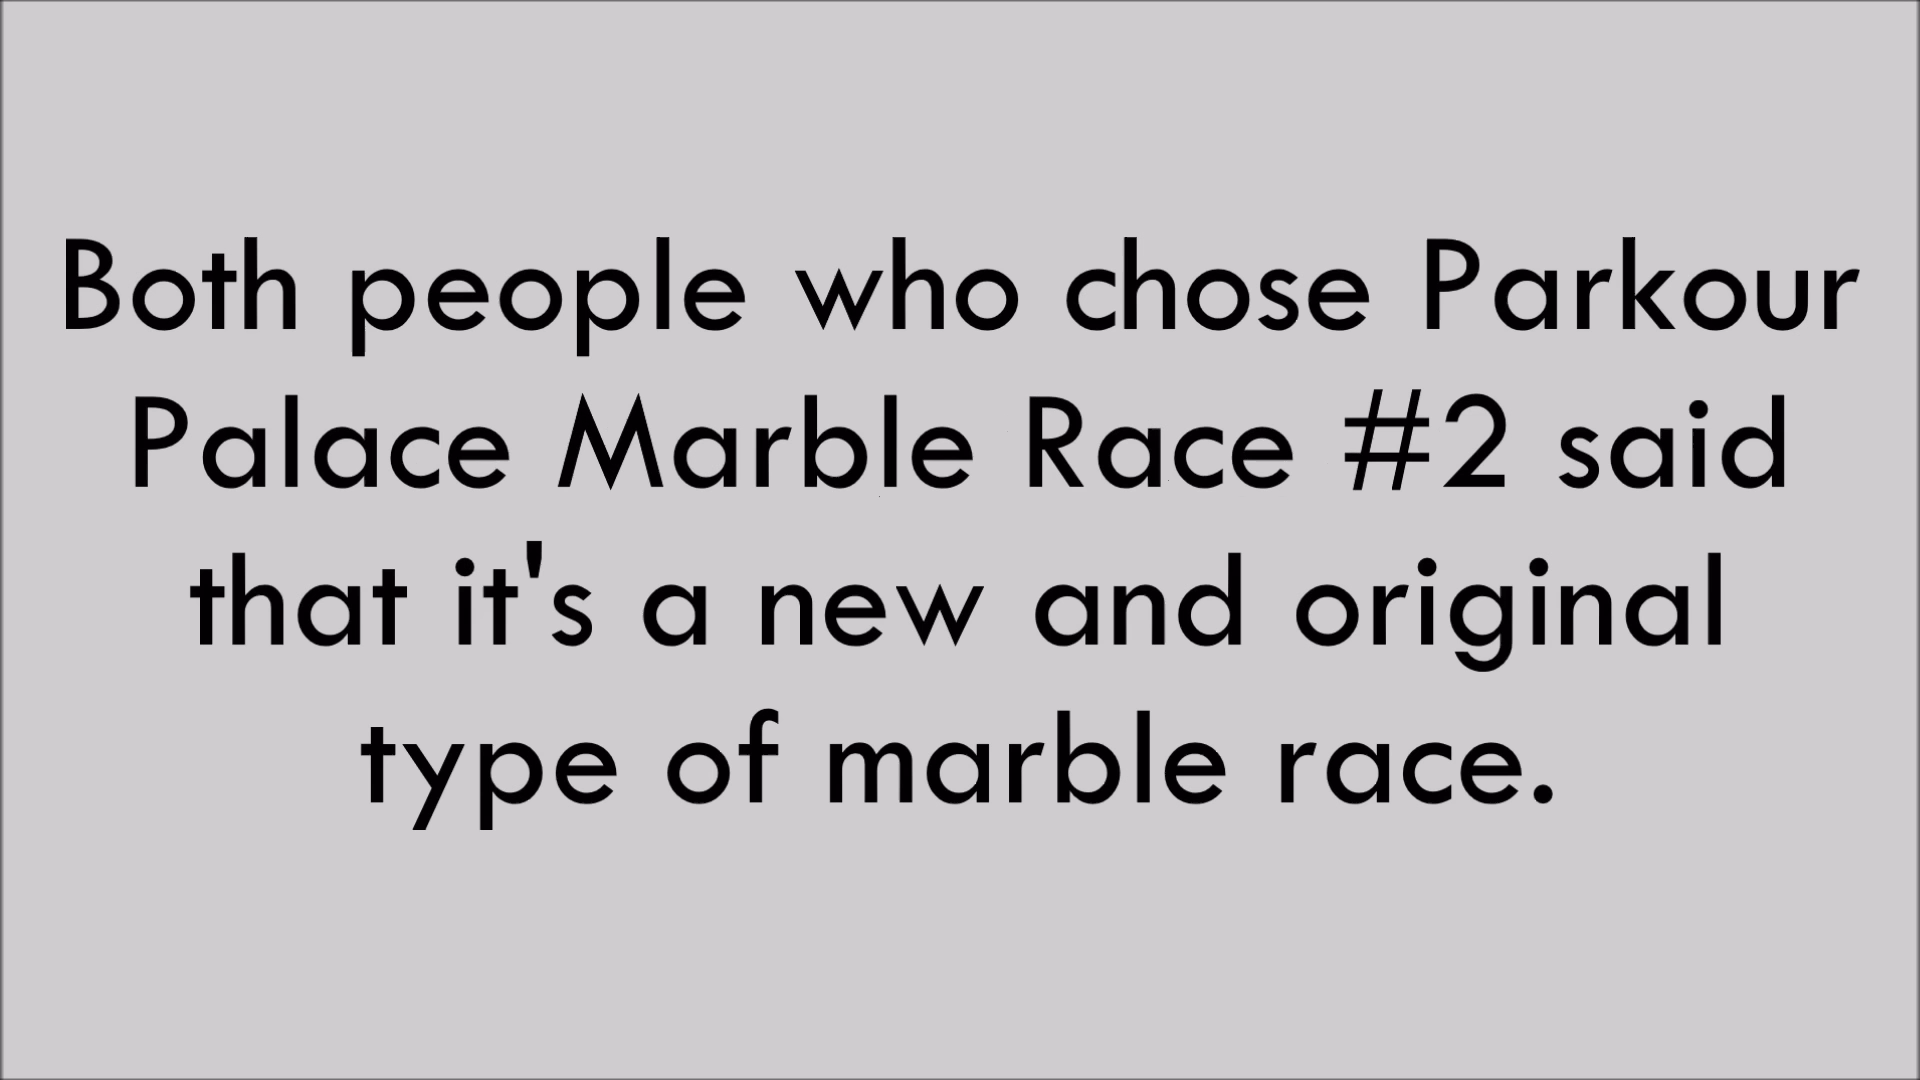 Both people who chose Parkour
Palace Marble Race #2 said
that it's a new and original
type of marble race.